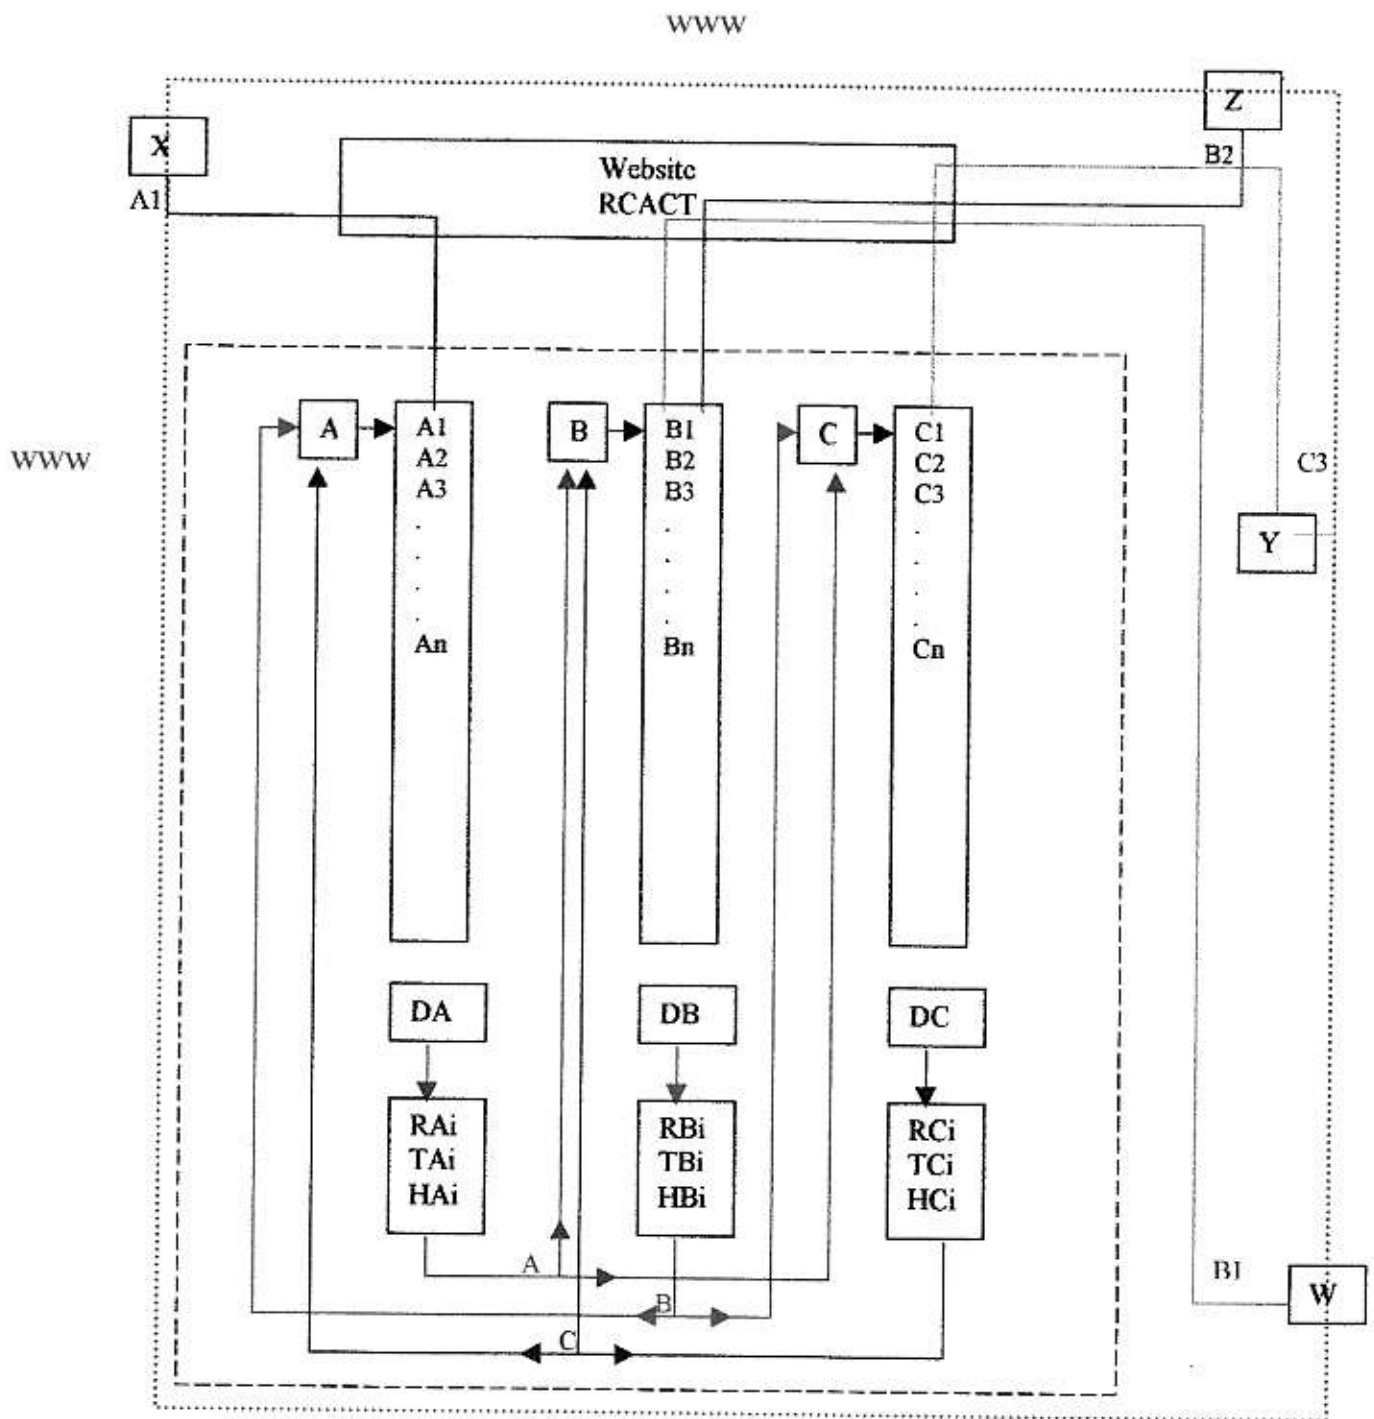 WWW
Z
X
Website
RCACT
B2
A1
A
A1
A2
A3
.
.
.
.
An
B
B1
B2
B3
.
.
.
.
Bn
C
C1
C2
C3
.
.
.
.
Cn
WWW
C3
Y
DA
DB
DC
RAi
TAi
HAi
RBi
TBi
HBi
RCi
TCi
HCi
A
B
C
B1
W